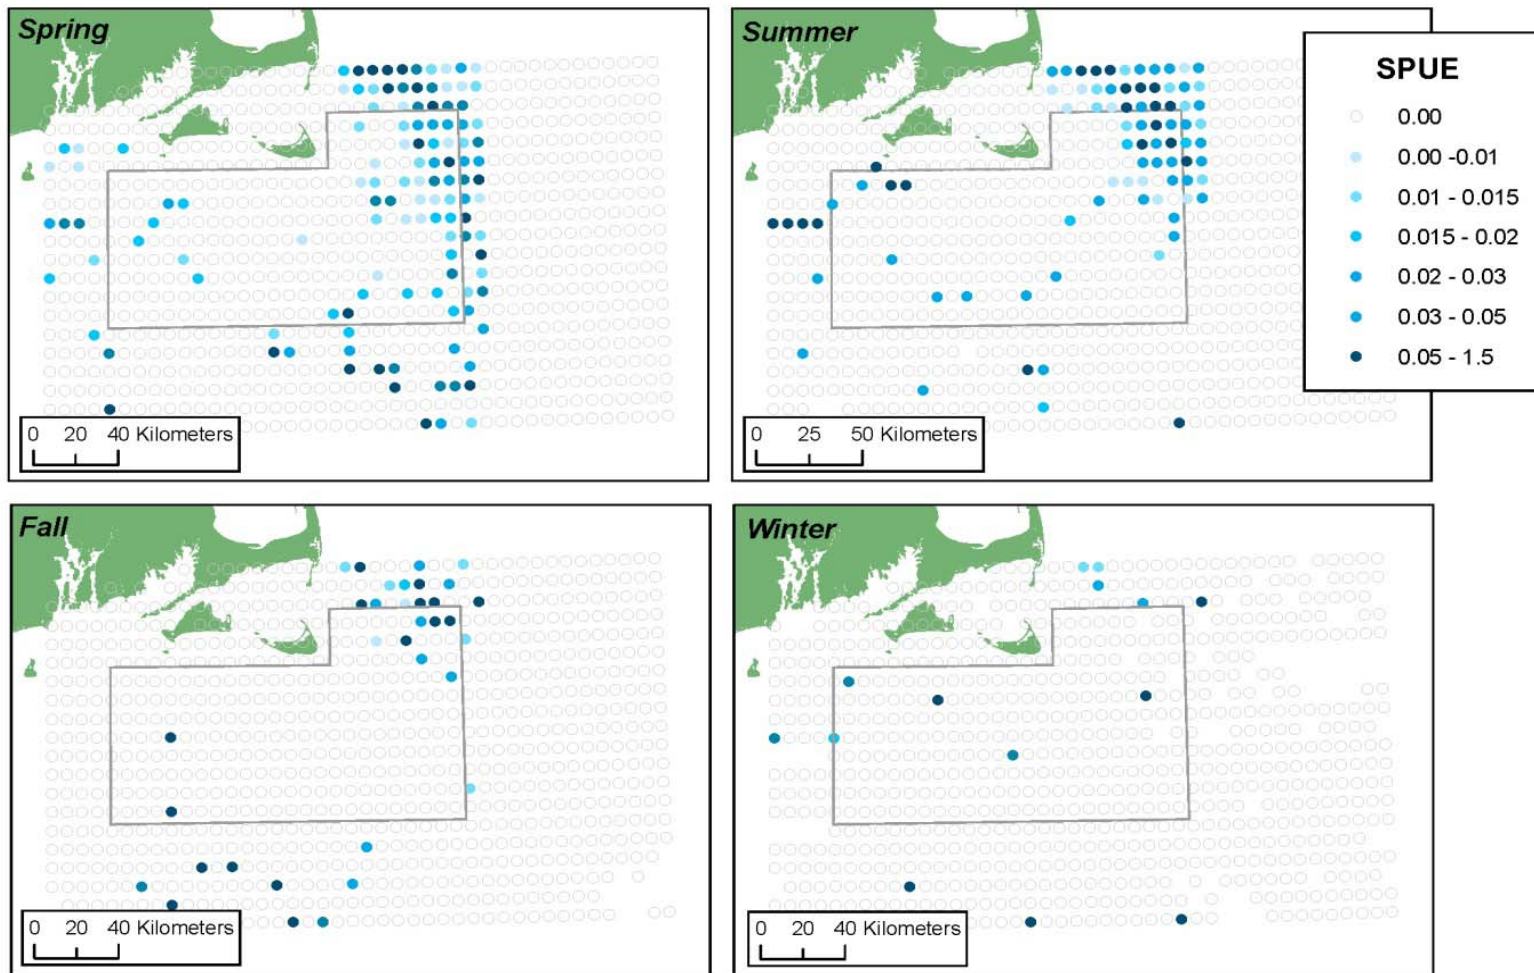 Spring
0 20 40 Kilometers
Summer
0 25 50 Kilometers
SPUE
0.00
0.00 -0.01
0.01 - 0.015
0.015 - 0.02
0.02 - 0.03
0.03 - 0.05
0.05 - 1.5
Fall
0 20 40 Kilometers
Winter
0 20 40 Kilometers